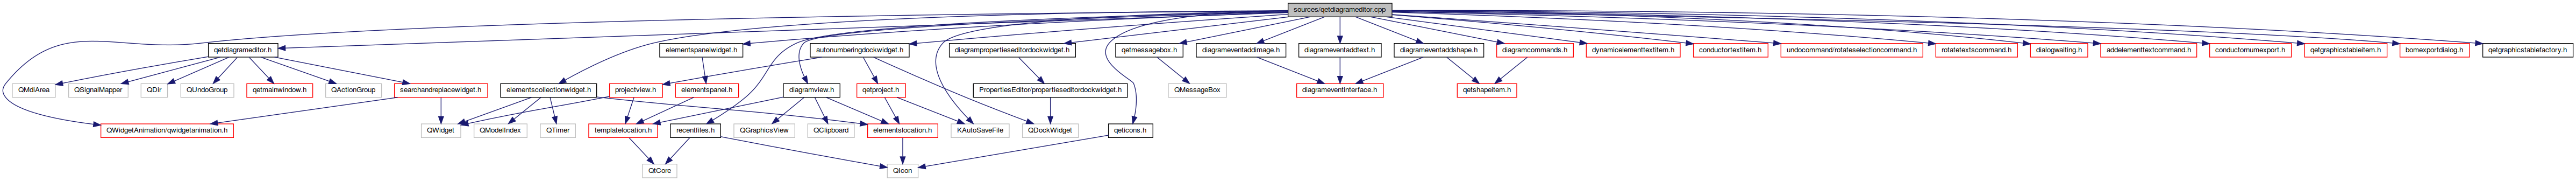 sources/qetdiagrameditor.cpp
qetdiagrameditor.h
elementspanelwidget.h
autonumberingdockwidget.h
diagrampropertieseditordockwidget.h
qetmessagebox.h
diagrameventaddimage.h
diagrameventaddtext.h
diagrameventaddshape.h
diagramcommands.h
dynamicelementtextitem.h
conductortextitem.h
undocommand/rotateselectioncommand.h
rotatetextscommand.h
dialogwaiting.h
addelementtextcommand.h
conductornumexport.h
qetgraphicstableitem.h
bomexportdialog.h
qetgraphicstablefactory.h
QMdiArea
QSignalMapper
QDir
QUndoGroup
qetmainwindow.h
QActionGroup
searchandreplacewidget.h
elementscollectionwidget.h
projectview.h
elementspanel.h
diagramview.h
qetproject.h
PropertiesEditor/propertieseditordockwidget.h
QMessageBox
diagrameventinterface.h
qetshapeitem.h
QWidgetAnimation/qwidgetanimation.h
QWidget
QModelIndex
QTimer
templatelocation.h
recentfiles.h
QGraphicsView
QClipboard
elementslocation.h
KAutoSaveFile
QDockWidget
qeticons.h
QtCore
QIcon